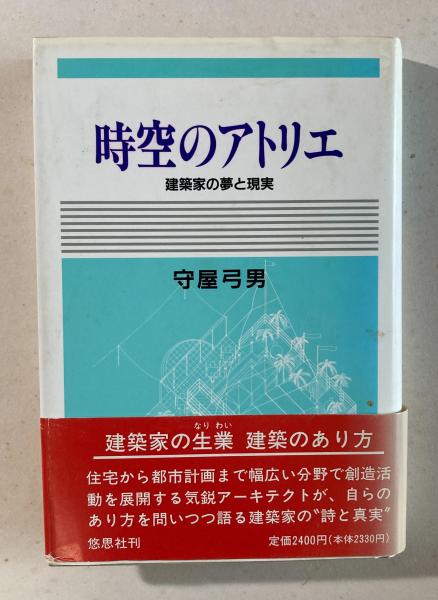 時空のアトリエ
建築家の夢と現実
守屋弓男
なりわい
建築家の生業 建築のあり方
住宅から都市計画まで幅広い分野で創造活
動を展開する気鋭アーキテクトが、自らの
あり方を問いつつ語る建築家の〝詩と真実〟
悠思社刊 定価2400円(本体2330円)